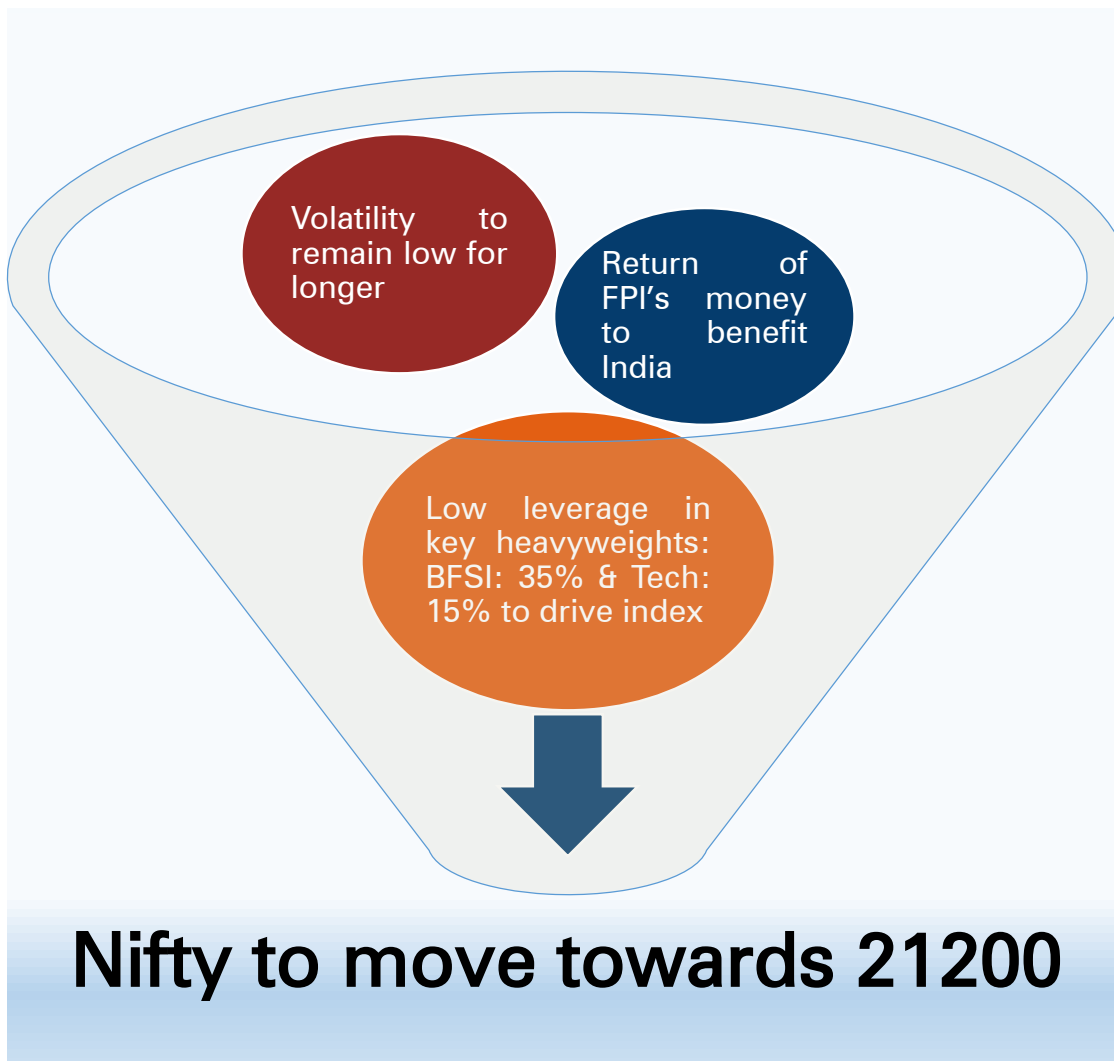 Volatility to
remain low for
longer
Return of
FPI's money
to benefit
India
Low leverage in
key heavyweights:
BFSI: 35% & Tech:
15% to drive index
Nifty to move towards 21200